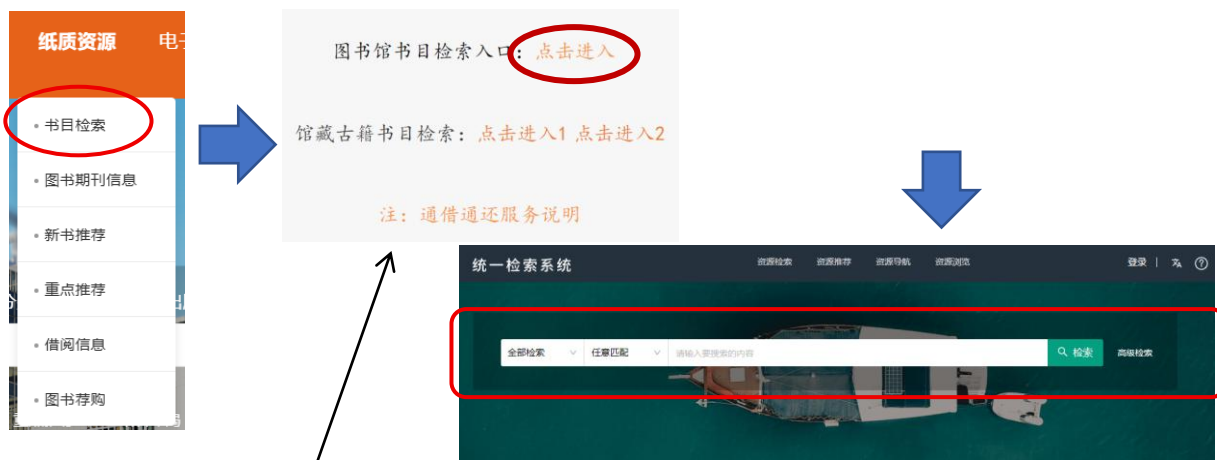 纸质资源
电子
书目检索
图书期刊信息
新书推荐
重点推荐
借阅信息
图书荐购
图书馆书目检索入口：点击进入
馆藏古籍书目检索：点击进入1 点击进入2
注：通借通还服务说明
统一检索系统 资源检索 资源推荐 资源导航 资源浏览 登录
全部检索 任意匹配 请输入要搜索的内容 检索 高级检索